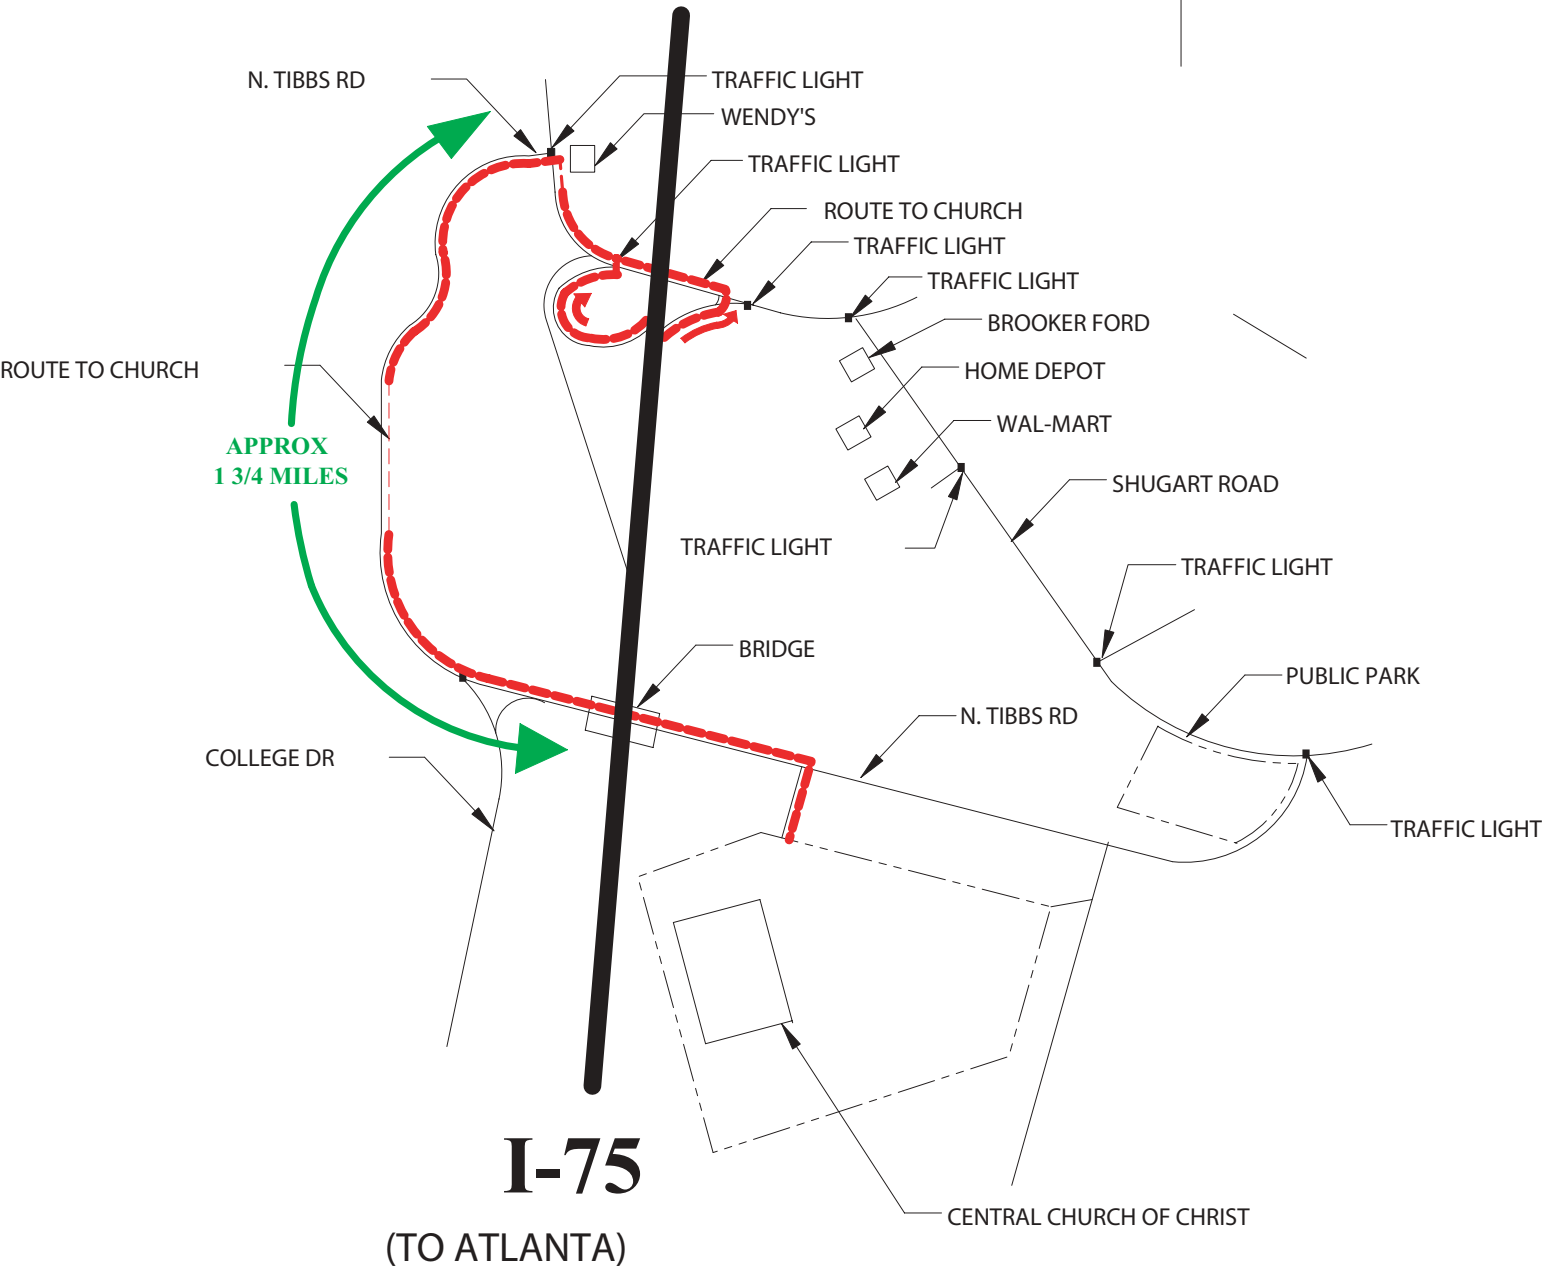 N. TIBBS RD
TRAFFIC LIGHT
WENDY'S
TRAFFIC LIGHT
ROUTE TO CHURCH
TRAFFIC LIGHT
TRAFFIC LIGHT
BROOKER FORD
ROUTE TO CHURCH
HOME DEPOT
WAL-MART
APPROX
1 3/4 MILES
SHUGART ROAD
TRAFFIC LIGHT
TRAFFIC LIGHT
BRIDGE
PUBLIC PARK
N. TIBBS RD
COLLEGE DR
TRAFFIC LIGHT
I-75
(TO ATLANTA)
CENTRAL CHURCH OF CHRIST